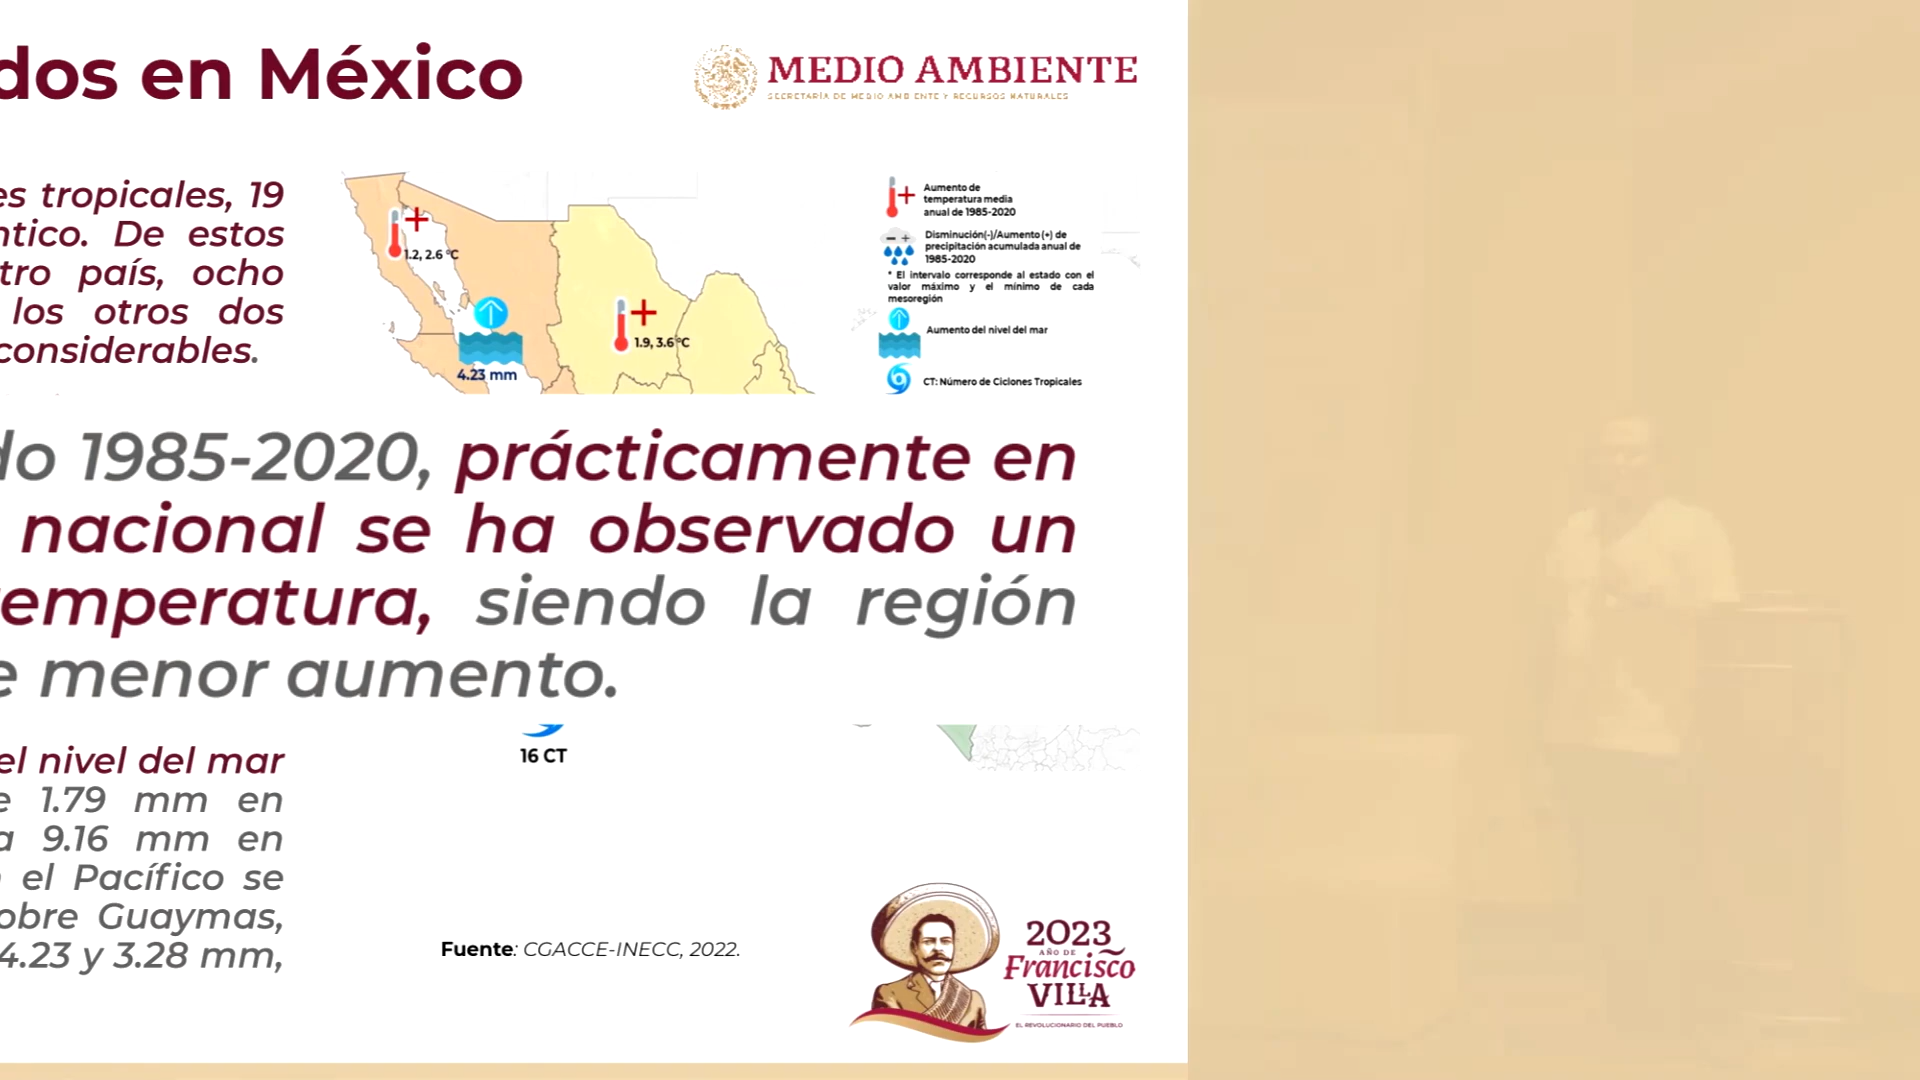 dos en México
MEDIO AMBIENTE
SECRETARÍA DE MEDIO AMBIENTE Y RECURSOS NATURALES
es tropicales, 19
ntico. De estos
tro país, ocho
los otros dos
considerables.
1.2, 2.6 °C
4.23 mm
1.9, 3.6 °C
Aumento de
temperatura media
anual de 1985-2020
Disminución(-)/Aumento (+) de
precipitación acumulada anual de
1985-2020
* El intervalo corresponde al estado con el
valor máximo y el mínimo de cada
mesoregión
Aumento del nivel del mar
CT: Número de Ciclones Tropicales
do 1985-2020, prácticamente en
nacional se ha observado un
temperatura, siendo la región
e menor aumento.
16 CT
el nivel del mar
e 1.79 mm en
a 9.16 mm en
el Pacífico se
obre Guaymas,
4.23 y 3.28 mm,
Fuente: CGACCE-INECC, 2022.
2023
AÑO DE
Francisco
VILLA
EL REVOLUCIONARIO DEL PUEBLO